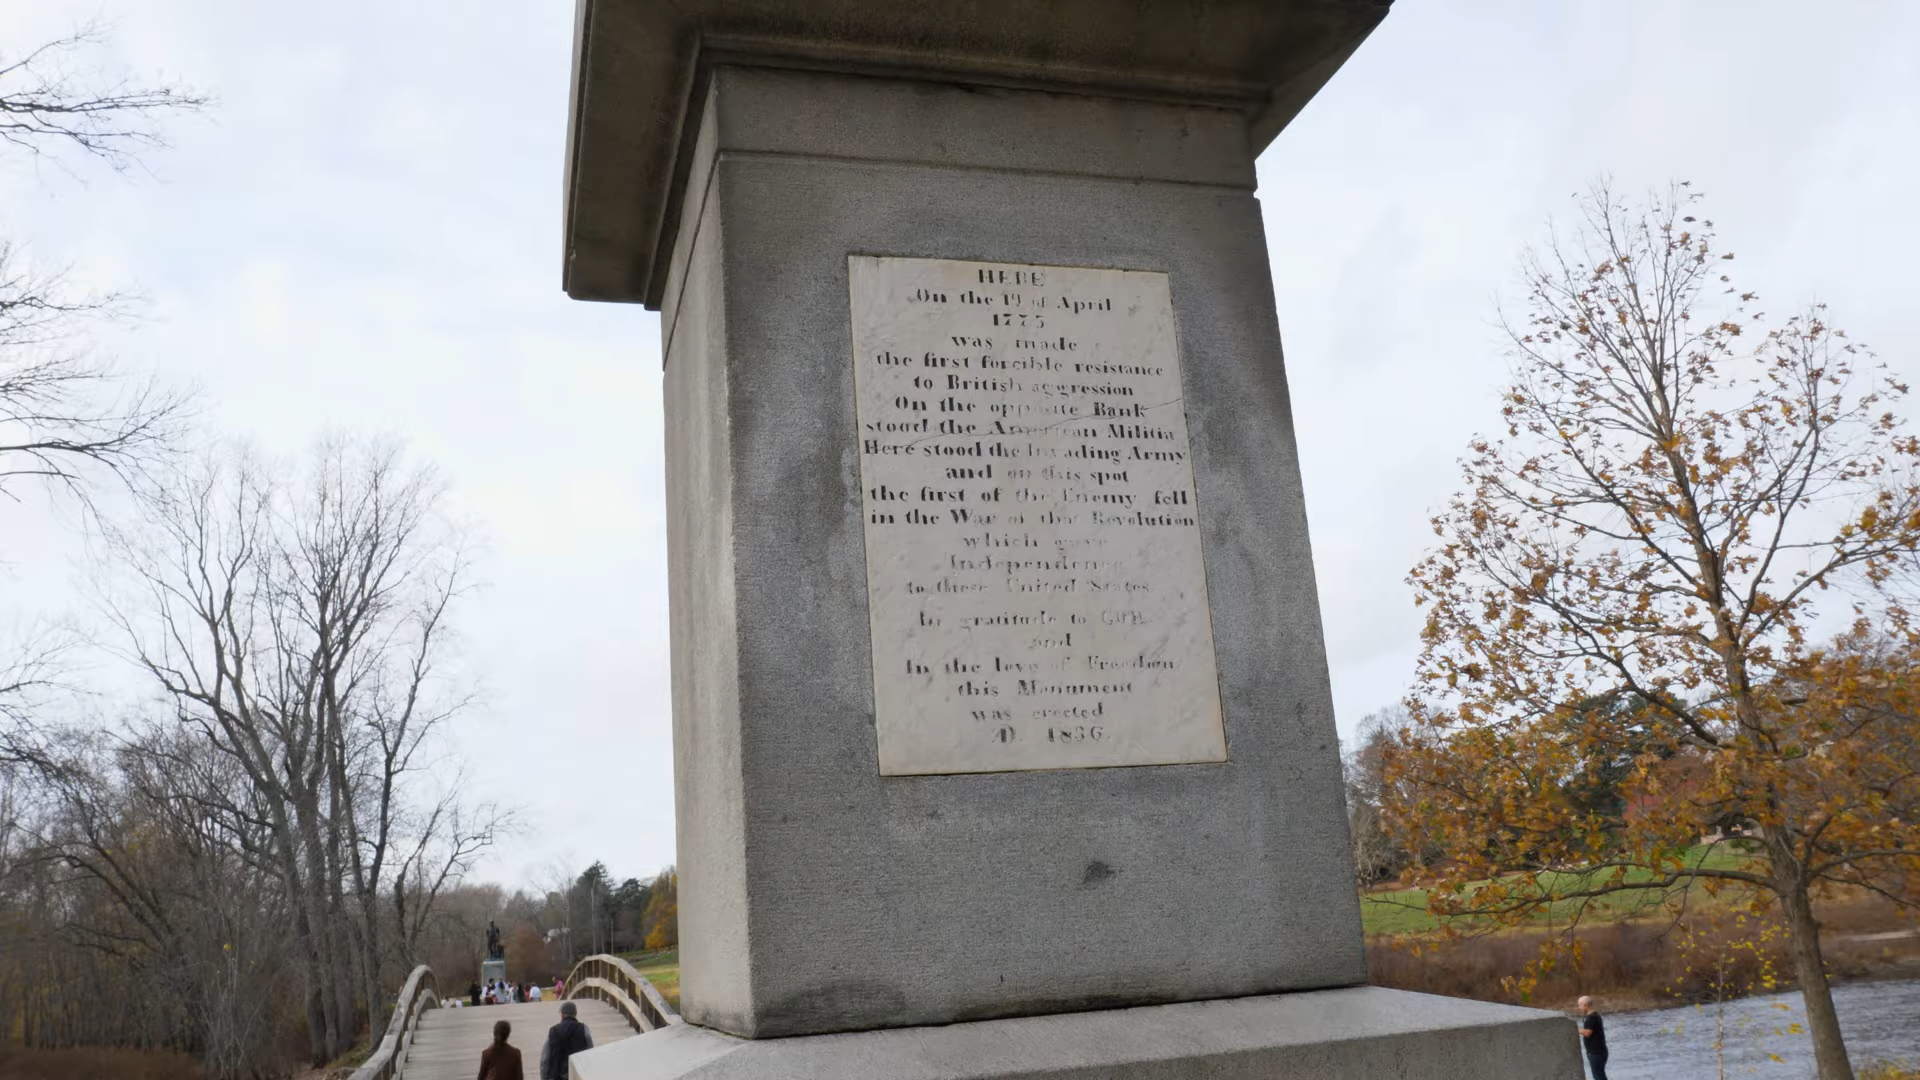 HERE
On the 19 of April
1775
was made
the first forcible resistance
to British aggression
On the opposite Bank
stood the American Militia
Here stood the Invading Army
and on this spot
the first of the Enemy fell
in the War of that Revolution
which gave
Independence
to these United States
In gratitude to GOD
and
In the love of Freedom
this Monument
was erected
AD. 1836.